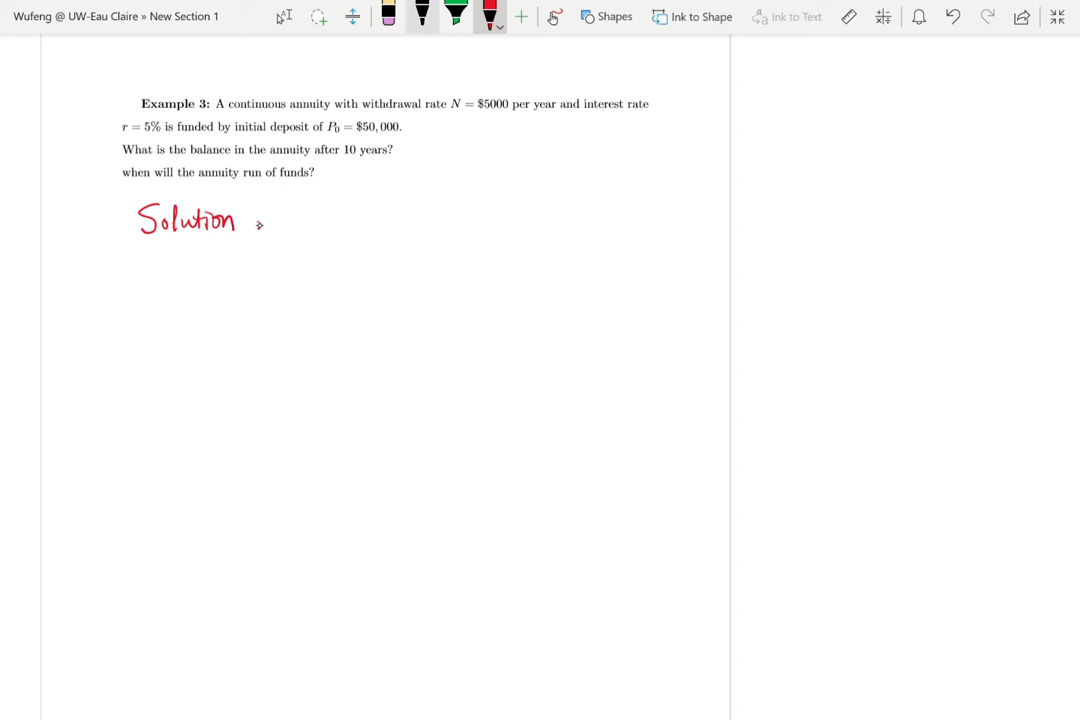 Wufeng @ UW-Eau Claire » New Section 1
Shapes
Ink to Shape
Ink to Text
Example 3: A continuous annuity with withdrawal rate N = $5000 per year and interest rate
r = 5% is funded by initial deposit of P₀ = $50,000.
What is the balance in the annuity after 10 years?
when will the annuity run of funds?
Solution